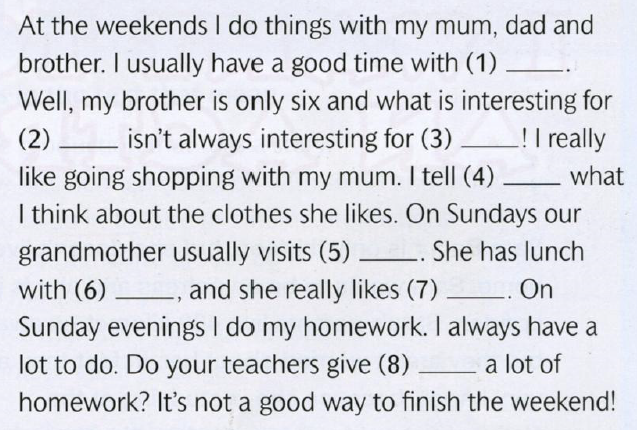 At the weekends I do things with my mum, dad and
brother. I usually have a good time with (1) _____.
Well, my brother is only six and what is interesting for
(2) _____ isn't always interesting for (3) _____! I really
like going shopping with my mum. I tell (4) _____ what
I think about the clothes she likes. On Sundays our
grandmother usually visits (5) _____. She has lunch
with (6) _____, and she really likes (7) _____. On
Sunday evenings I do my homework. I always have a
lot to do. Do your teachers give (8) _____ a lot of
homework? It's not a good way to finish the weekend!